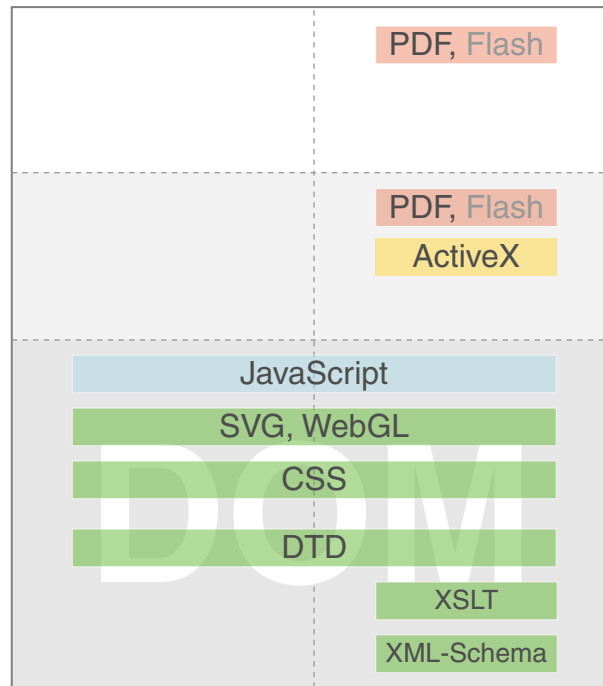 PDF, Flash
PDF, Flash
ActiveX
JavaScript
SVG, WebGL
DOM
CSS
DTD
XSLT
XML-Schema